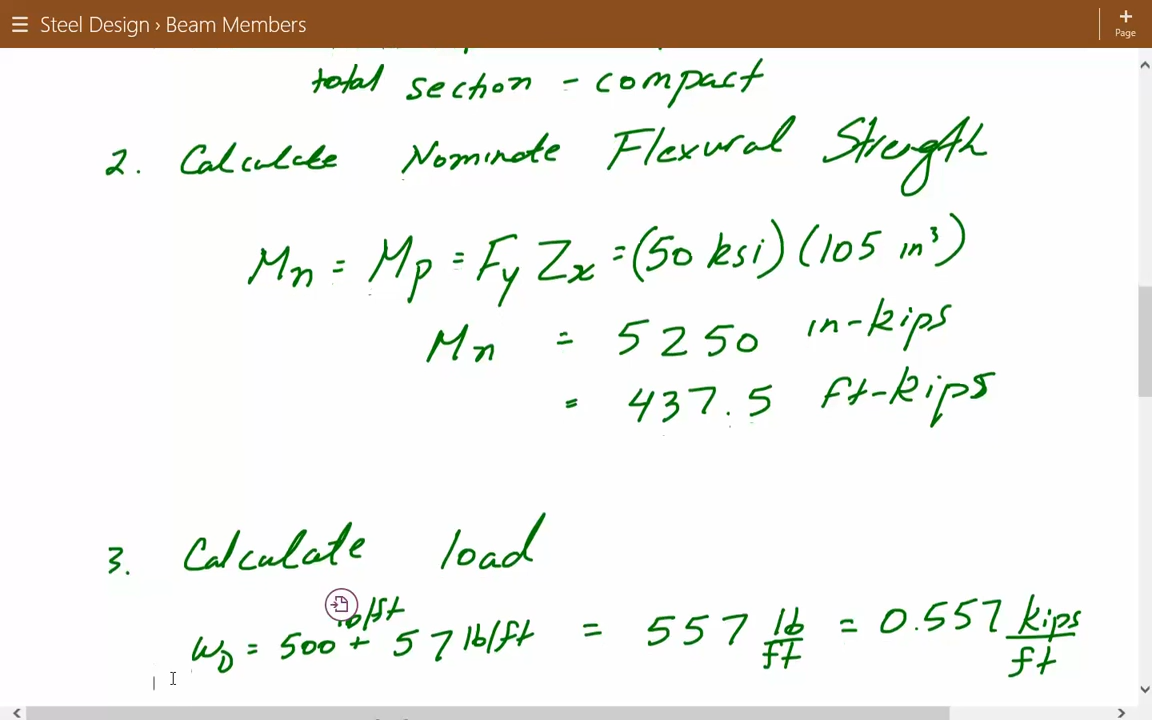 Steel Design › Beam Members
Page
total section - compact
2. Calculate Nominate Flexural Strength
Mn = Mp = Fy Zx = (50 ksi) (105 in³)
Mn = 5250 in-kips
= 437.5 ft-kips
3. Calculate load
wD = 500 lb/ft + 57 lb/ft = 557 lb/ft = 0.557 kips/ft